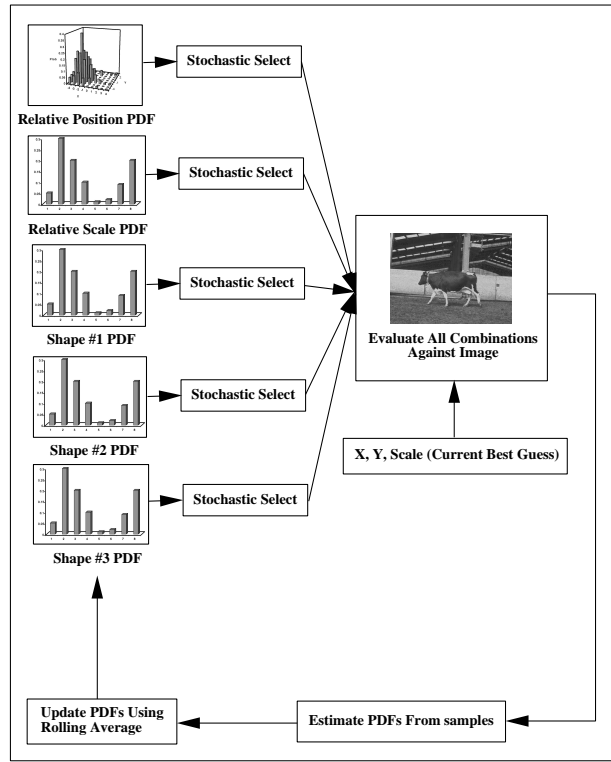 Stochastic Select
Relative Position PDF
Stochastic Select
Relative Scale PDF
Stochastic Select
Shape #1 PDF
Evaluate All Combinations
Against Image
Stochastic Select
Shape #2 PDF
X, Y, Scale (Current Best Guess)
Stochastic Select
Shape #3 PDF
Update PDFs Using
Rolling Average
Estimate PDFs From samples